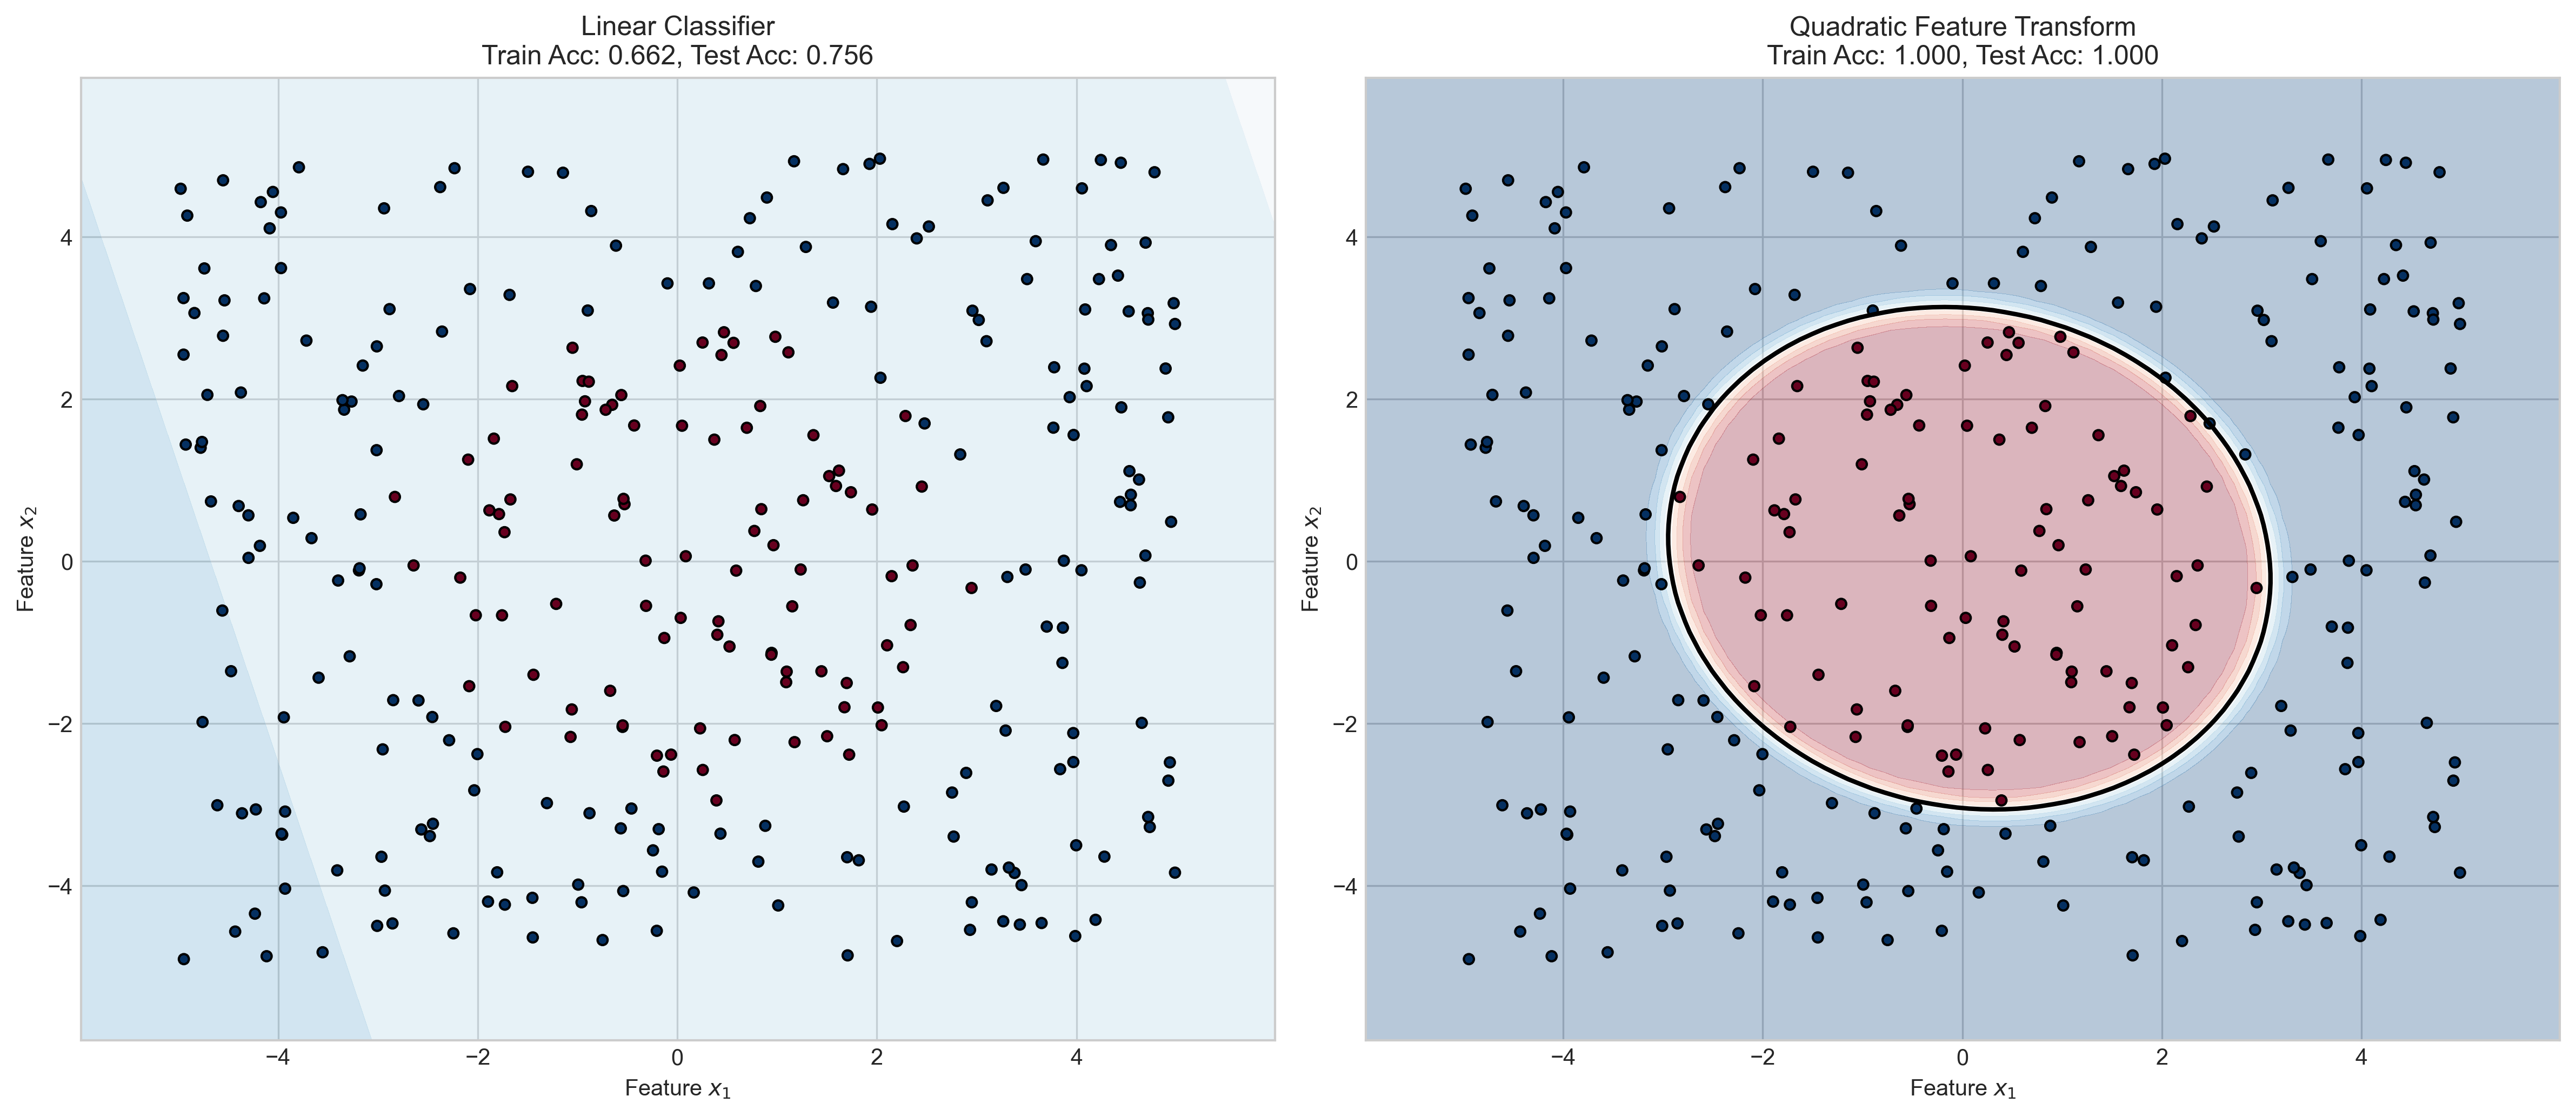 Linear Classifier
Train Acc: 0.662, Test Acc: 0.756
4
2
0
−2
−4
Feature x₂
−4 −2 0 2 4
Feature x₁
Quadratic Feature Transform
Train Acc: 1.000, Test Acc: 1.000
4
2
0
−2
−4
Feature x₂
−4 −2 0 2 4
Feature x₁